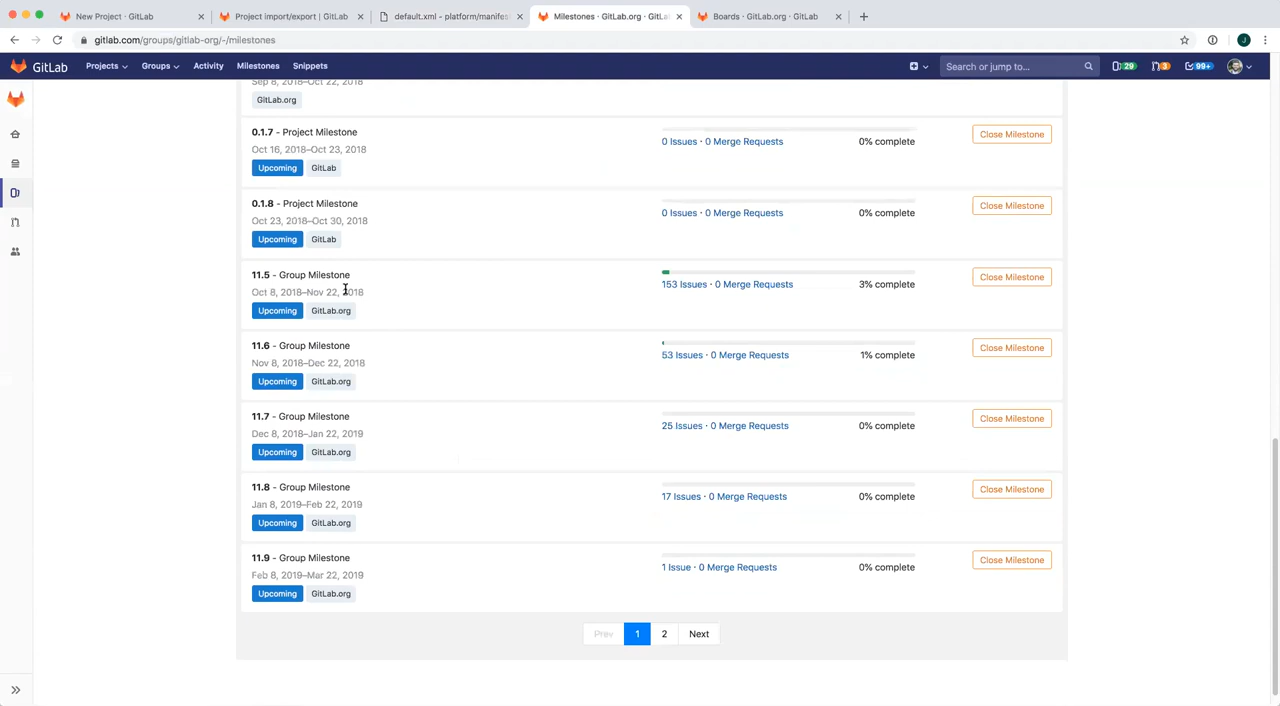 New Project · GitLab
Project import/export | GitLab
default.xml - platform/manifest
Milestones · GitLab.org · GitLab
Boards · GitLab.org · GitLab
gitlab.com/groups/gitlab-org/-/milestones
GitLab
Projects
Groups
Activity
Milestones
Snippets
Search or jump to...
29
3
99+
Sep 8, 2018–Oct 22, 2018
GitLab.org
0.1.7 - Project Milestone
Oct 16, 2018–Oct 23, 2018
Upcoming GitLab
0 Issues · 0 Merge Requests
0% complete
Close Milestone
0.1.8 - Project Milestone
Oct 23, 2018–Oct 30, 2018
Upcoming GitLab
0 Issues · 0 Merge Requests
0% complete
Close Milestone
11.5 - Group Milestone
Oct 8, 2018–Nov 22, 2018
Upcoming GitLab.org
153 Issues · 0 Merge Requests
3% complete
Close Milestone
11.6 - Group Milestone
Nov 8, 2018–Dec 22, 2018
Upcoming GitLab.org
53 Issues · 0 Merge Requests
1% complete
Close Milestone
11.7 - Group Milestone
Dec 8, 2018–Jan 22, 2019
Upcoming GitLab.org
25 Issues · 0 Merge Requests
0% complete
Close Milestone
11.8 - Group Milestone
Jan 8, 2019–Feb 22, 2019
Upcoming GitLab.org
17 Issues · 0 Merge Requests
0% complete
Close Milestone
11.9 - Group Milestone
Feb 8, 2019–Mar 22, 2019
Upcoming GitLab.org
1 Issue · 0 Merge Requests
0% complete
Close Milestone
Prev 1 2 Next